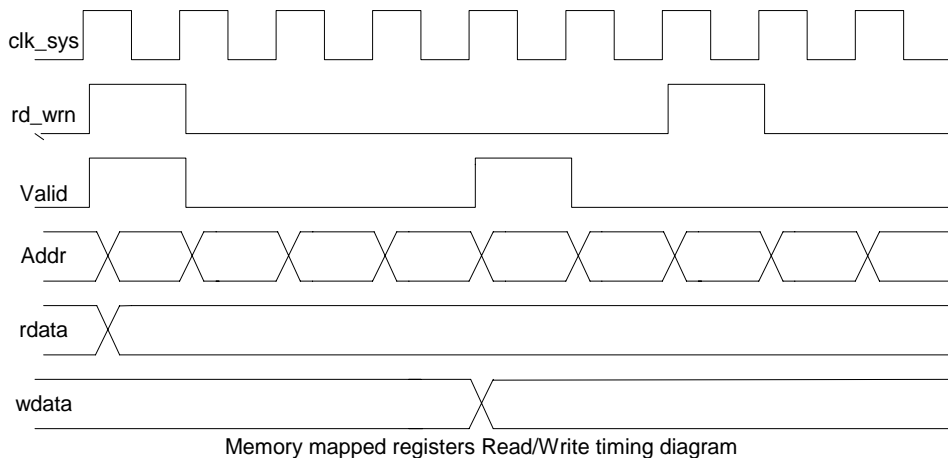 clk_sys
rd_wrn
Valid
Addr
rdata
wdata
Memory mapped registers Read/Write timing diagram